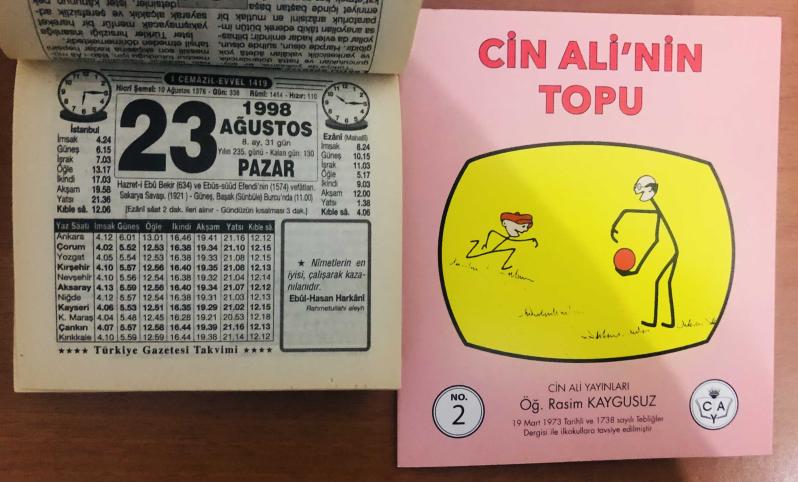 1 CEMÂZİL-EVVEL 1419
Hicrî Şemsî: 10 Ağustos 1376 - Gün: 338 Rûmî: 1414 - Hızır: 110
23
1998
AĞUSTOS
8. ay, 31 gün
Yılın 235. günü - Kalan gün: 130
PAZAR
İstanbul
İmsak 4.24
Güneş 6.15
İşrak 7.03
Öğle 13.17
İkindi 17.03
Akşam 19.58
Yatsı 21.36
Kıble sâ. 12.06
Ezânî (Mahallî)
İmsak 8.24
Güneş 10.15
İşrak 11.03
Öğle 5.17
İkindi 9.03
Akşam 12.00
Yatsı 1.38
Kıble sâ. 4.06
Hazret-i Ebû Bekir (634) ve Ebüs-süûd Efendi'nin (1574) vefâtları.
Sakarya Savaşı. (1921) - Güneş, Başak (Sünbüle) Burcu'nda (11.00)
[Ezânî sâat 2 dak. ileri alınır - Gündüzün kısalması 3 dak.]
Yaz Saati İmsak Güneş Öğle İkindi Akşam Yatsı Kıble sâ.
Ankara 4.12 6.01 13.01 16.46 19.41 21.16 12.12
Çorum 4.02 5.52 12.53 16.38 19.34 21.10 12.15
Yozgat 4.05 5.54 12.53 16.38 19.33 21.08 12.15
Kırşehir 4.10 5.57 12.56 16.40 19.35 21.08 12.13
Nevşehir 4.10 5.56 12.54 16.38 19.32 21.04 12.14
Aksaray 4.13 5.59 12.56 16.40 19.34 21.07 12.12
Niğde 4.12 5.57 12.54 16.38 19.31 21.03 12.13
Kayseri 4.06 5.53 12.51 16.35 19.29 21.02 12.15
K. Maraş 4.04 5.48 12.45 16.28 19.21 20.53 12.18
Çankırı 4.07 5.57 12.58 16.44 19.39 21.16 12.13
Kırıkkale 4.10 5.59 12.59 16.44 19.38 21.14 12.12
★ Nîmetlerin en
iyisi, çalışarak kaza-
nılanıdır.
Ebül-Hasan Harkânî
Rahmetullahi aleyh
★★★★ Türkiye Gazetesi Takvimi ★★★★
CİN ALİ'NİN
TOPU
NO.
2
CİN ALİ YAYINLARI
Öğ. Rasim KAYGUSUZ
19 Mart 1973 Tarihli ve 1738 sayılı Tebliğler
Dergisi ile ilkokullara tavsiye edilmiştir
C A
Y